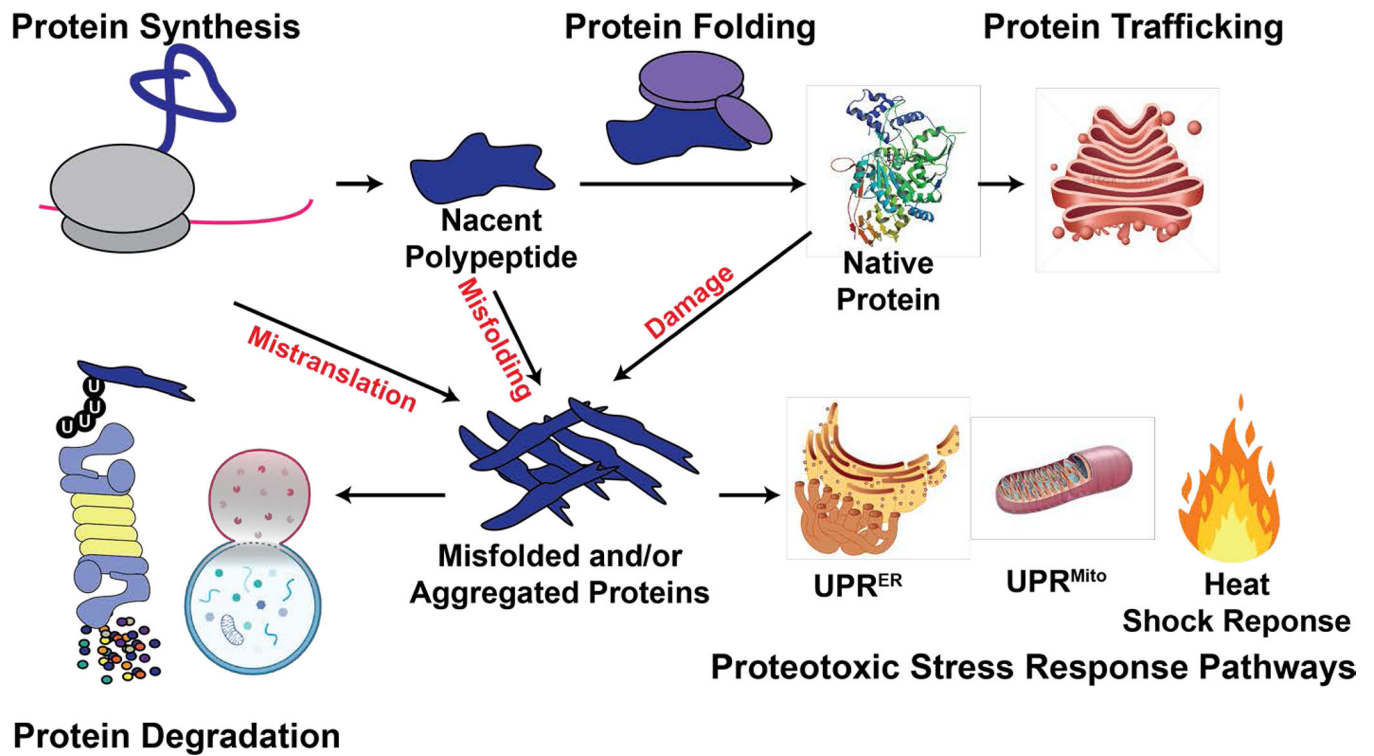 Protein Synthesis
Protein Folding
Protein Trafficking
Nacent
Polypeptide
Native
Protein
Mistranslation
Misfolding
Damage
U
U
U
U
Misfolded and/or
Aggregated Proteins
UPRER
UPRMito
Heat
Shock Reponse
Proteotoxic Stress Response Pathways
Protein Degradation